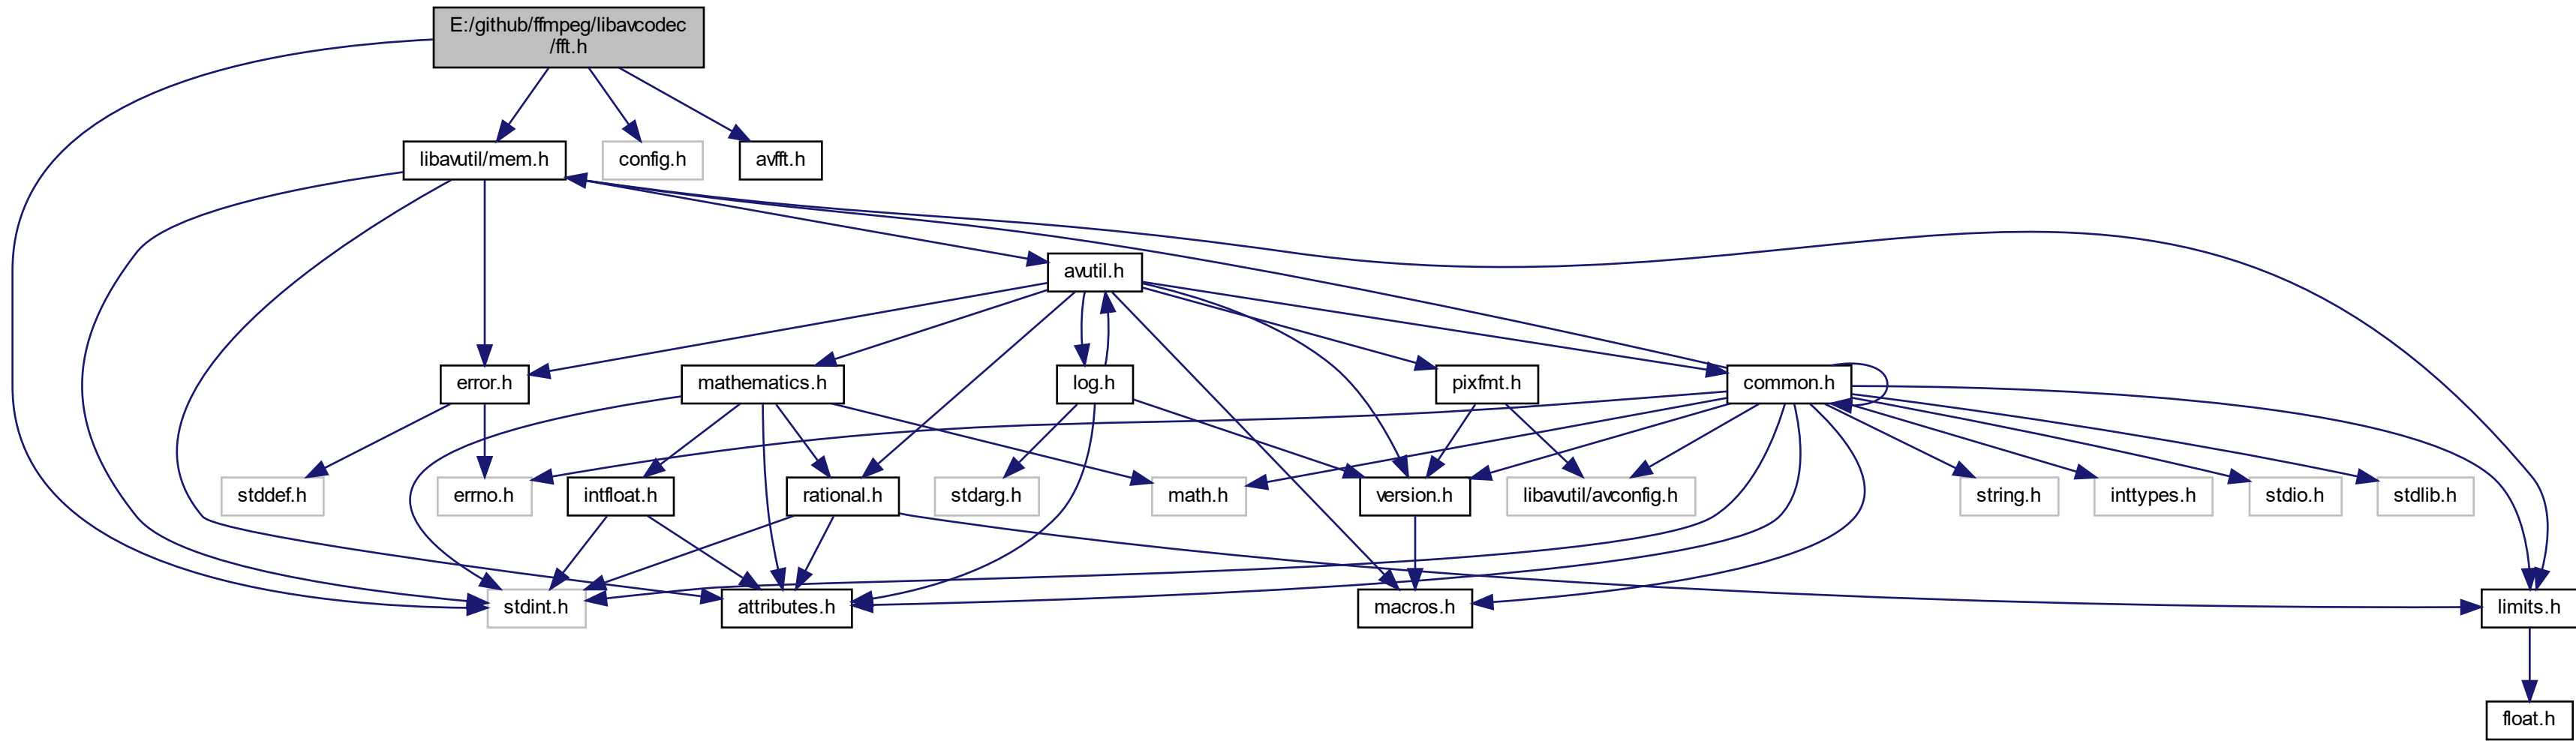 E:/github/ffmpeg/libavcodec
/fft.h
libavutil/mem.h
config.h
avfft.h
avutil.h
error.h
mathematics.h
log.h
pixfmt.h
common.h
stddef.h
errno.h
intfloat.h
rational.h
stdarg.h
math.h
version.h
libavutil/avconfig.h
string.h
inttypes.h
stdio.h
stdlib.h
stdint.h
attributes.h
macros.h
limits.h
float.h